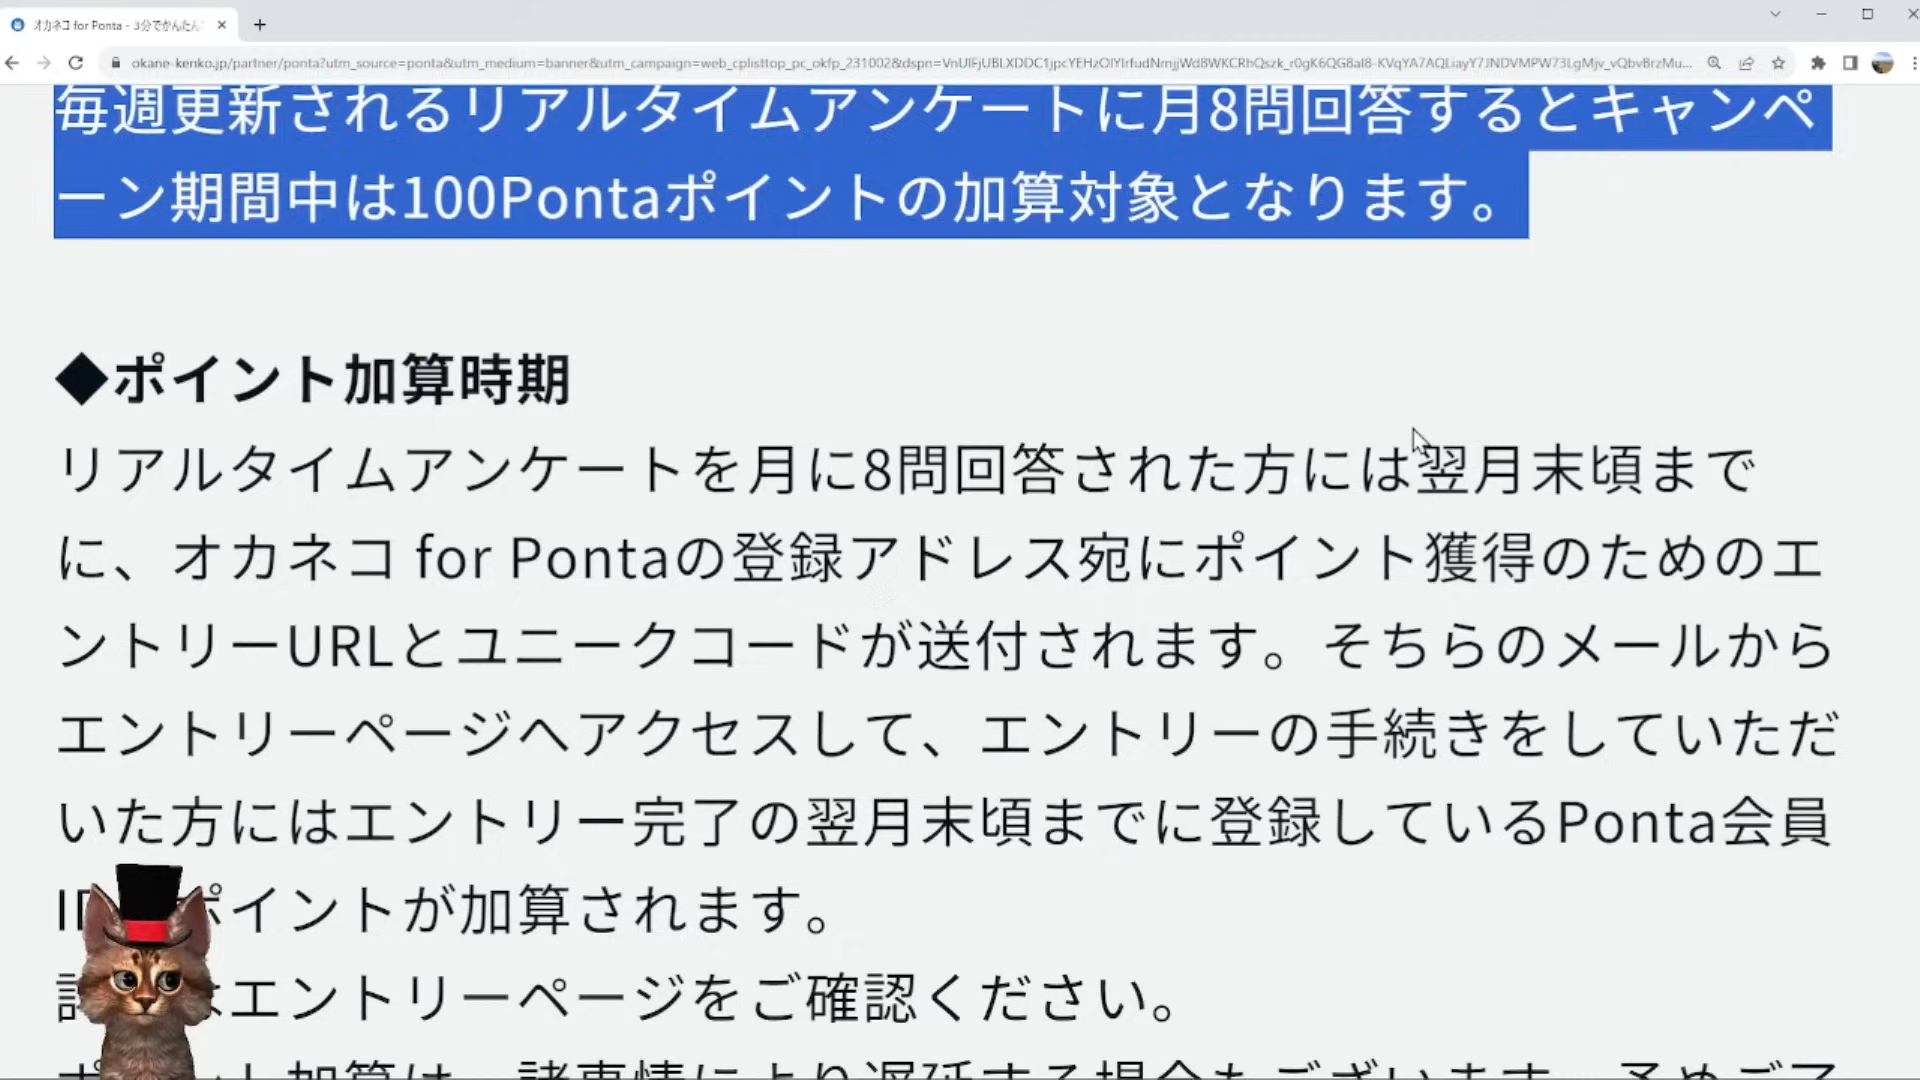 オカネコ for Ponta - 3分でかんたん
okane-kenko.jp/partner/ponta?utm_source=ponta&utm_medium=banner&utm_campaign=web_cplisttop_pc_okfp_231002&dspn=
毎週更新されるリアルタイムアンケートに月8問回答するとキャンペ
ーン期間中は100Pontaポイントの加算対象となります。
◆ポイント加算時期
リアルタイムアンケートを月に8問回答された方には翌月末頃まで
に、オカネコ for Pontaの登録アドレス宛にポイント獲得のためのエ
ントリーURLとユニークコードが送付されます。そちらのメールから
エントリーページへアクセスして、エントリーの手続きをしていただ
いた方にはエントリー完了の翌月末頃までに登録しているPonta会員
ポイントが加算されます。
エントリーページをご確認ください。